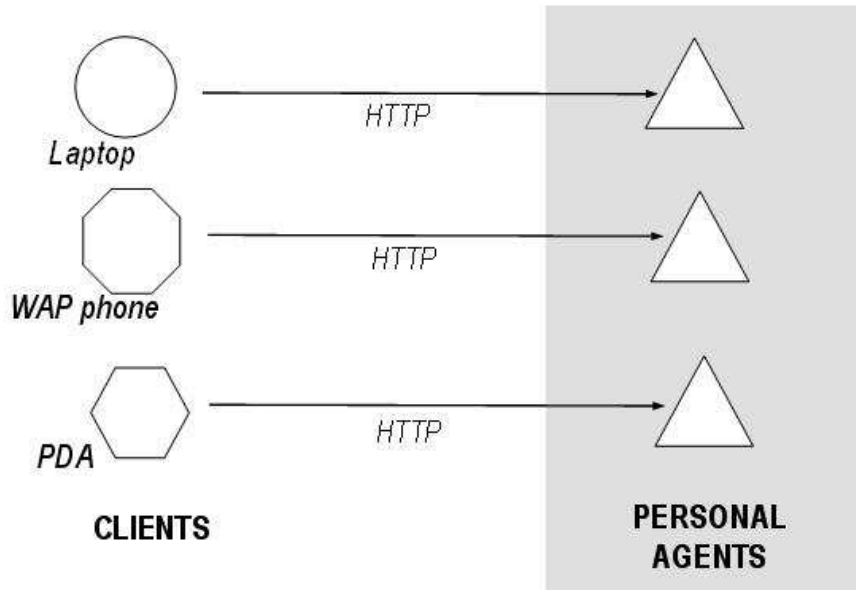 HTTP
Laptop
HTTP
WAP phone
HTTP
PDA
CLIENTS
PERSONAL
AGENTS